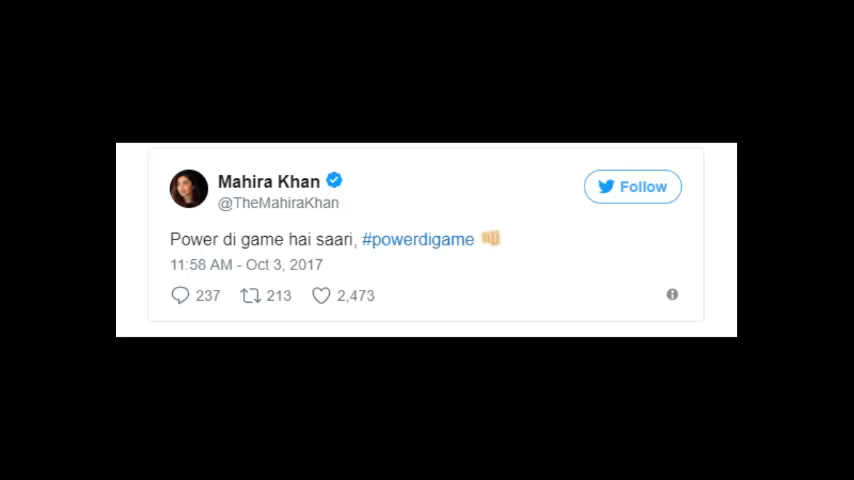 Mahira Khan
Follow
@TheMahiraKhan
Power di game hai saari, #powerdigame 👊🏼
11:58 AM - Oct 3, 2017
237 213 2,473